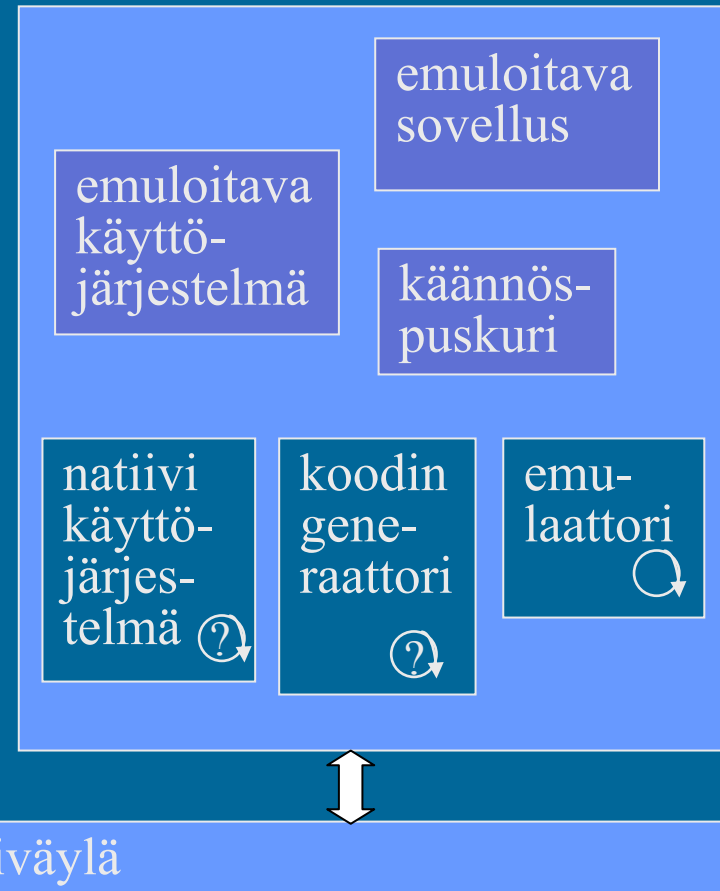 emuloitava
sovellus
emuloitava
käyttö-
järjestelmä
käännös-
puskuri
natiivi
käyttö-
järjes-
telmä
?
koodin
gene-
raattori
?
emu-
laattori
iväylä